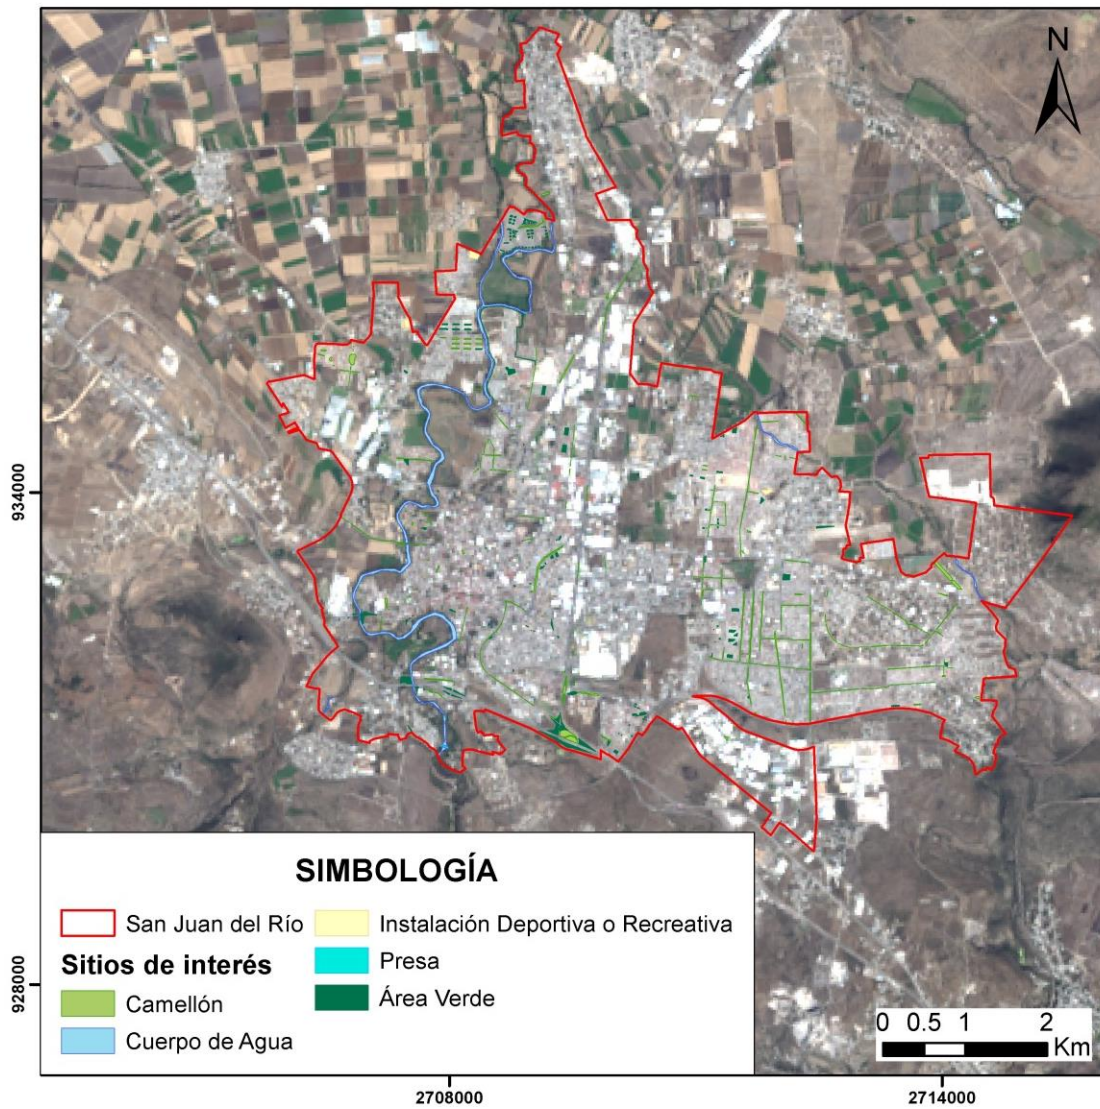 N
934000
928000
SIMBOLOGÍA
San Juan del Río
Sitios de interés
Camellón
Cuerpo de Agua
Instalación Deportiva o Recreativa
Presa
Área Verde
0 0.5 1 2
Km
2708000
2714000